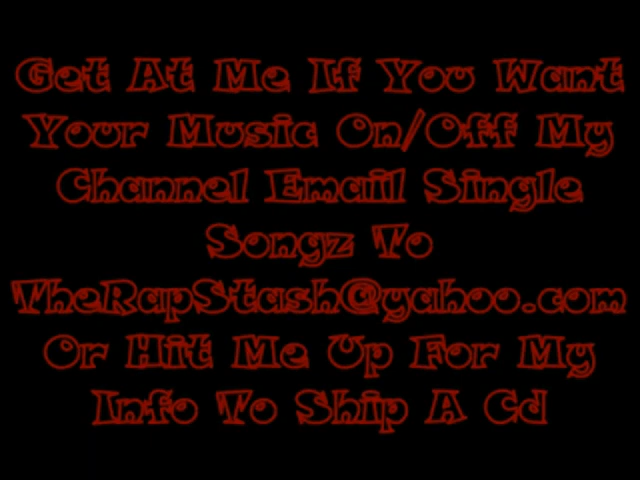 Get At Me If You Want
Your Music On/Off My
Channel Email Single
Songz To
TheRapStash@yahoo.com
Or Hit Me Up For My
Info To Ship A Cd